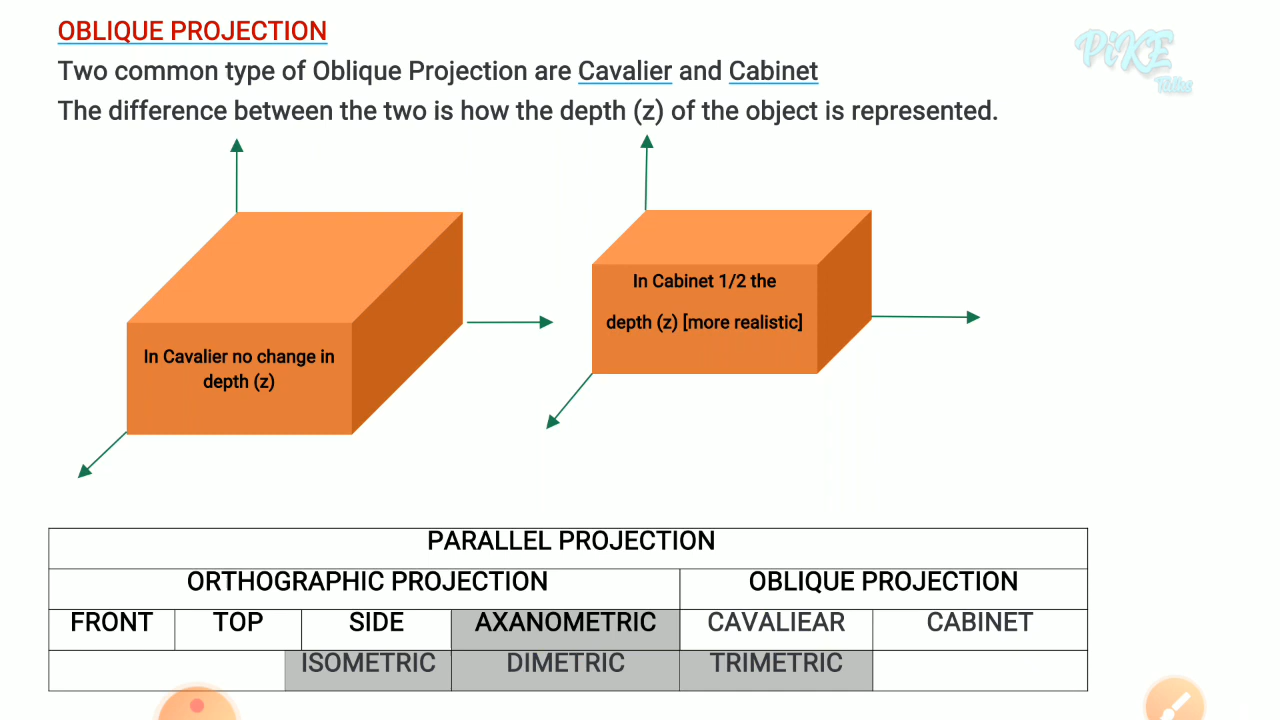 OBLIQUE PROJECTION
PiKE
Talks
Two common type of Oblique Projection are Cavalier and Cabinet
The difference between the two is how the depth (z) of the object is represented.
In Cavalier no change in
depth (z)
In Cabinet 1/2 the
depth (z) [more realistic]
PARALLEL PROJECTION
ORTHOGRAPHIC PROJECTION OBLIQUE PROJECTION
FRONT TOP SIDE AXANOMETRIC CAVALIEAR CABINET
ISOMETRIC DIMETRIC TRIMETRIC